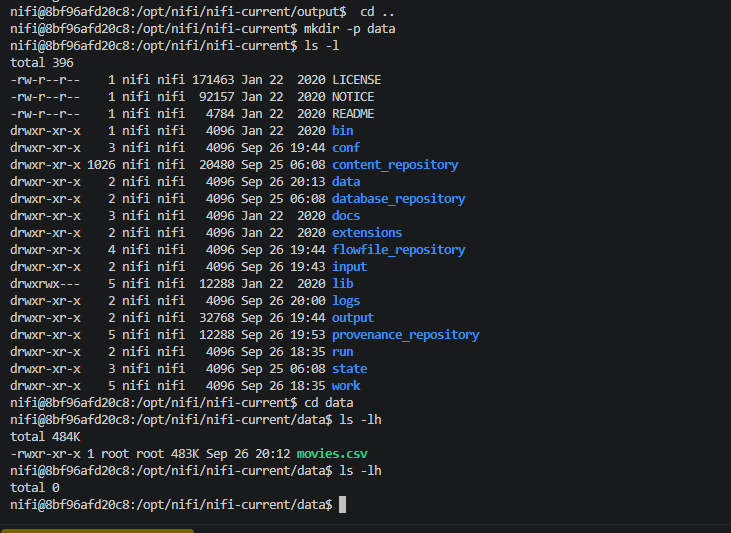 nifi@8bf96afd20c8:/opt/nifi/nifi-current/output$  cd ..
nifi@8bf96afd20c8:/opt/nifi/nifi-current$ mkdir -p data
nifi@8bf96afd20c8:/opt/nifi/nifi-current$ ls -l
total 396
-rw-r--r--    1 nifi nifi 171463 Jan 22  2020 LICENSE
-rw-r--r--    1 nifi nifi  92157 Jan 22  2020 NOTICE
-rw-r--r--    1 nifi nifi   4784 Jan 22  2020 README
drwxr-xr-x    1 nifi nifi   4096 Jan 22  2020 bin
drwxr-xr-x    3 nifi nifi   4096 Sep 26 19:44 conf
drwxr-xr-x 1026 nifi nifi  20480 Sep 25 06:08 content_repository
drwxr-xr-x    2 nifi nifi   4096 Sep 26 20:13 data
drwxr-xr-x    2 nifi nifi   4096 Sep 25 06:08 database_repository
drwxr-xr-x    3 nifi nifi   4096 Jan 22  2020 docs
drwxr-xr-x    2 nifi nifi   4096 Jan 22  2020 extensions
drwxr-xr-x    4 nifi nifi   4096 Sep 26 19:44 flowfile_repository
drwxr-xr-x    2 nifi nifi   4096 Sep 26 19:43 input
drwxrwx---    5 nifi nifi  12288 Jan 22  2020 lib
drwxr-xr-x    2 nifi nifi   4096 Sep 26 20:00 logs
drwxr-xr-x    2 nifi nifi  32768 Sep 26 19:44 output
drwxr-xr-x    5 nifi nifi  12288 Sep 26 19:53 provenance_repository
drwxr-xr-x    2 nifi nifi   4096 Sep 26 18:35 run
drwxr-xr-x    3 nifi nifi   4096 Sep 25 06:08 state
drwxr-xr-x    5 nifi nifi   4096 Sep 26 18:35 work
nifi@8bf96afd20c8:/opt/nifi/nifi-current$ cd data
nifi@8bf96afd20c8:/opt/nifi/nifi-current/data$ ls -lh
total 484K
-rwxr-xr-x 1 root root 483K Sep 26 20:12 movies.csv
nifi@8bf96afd20c8:/opt/nifi/nifi-current/data$ ls -lh
total 0
nifi@8bf96afd20c8:/opt/nifi/nifi-current/data$